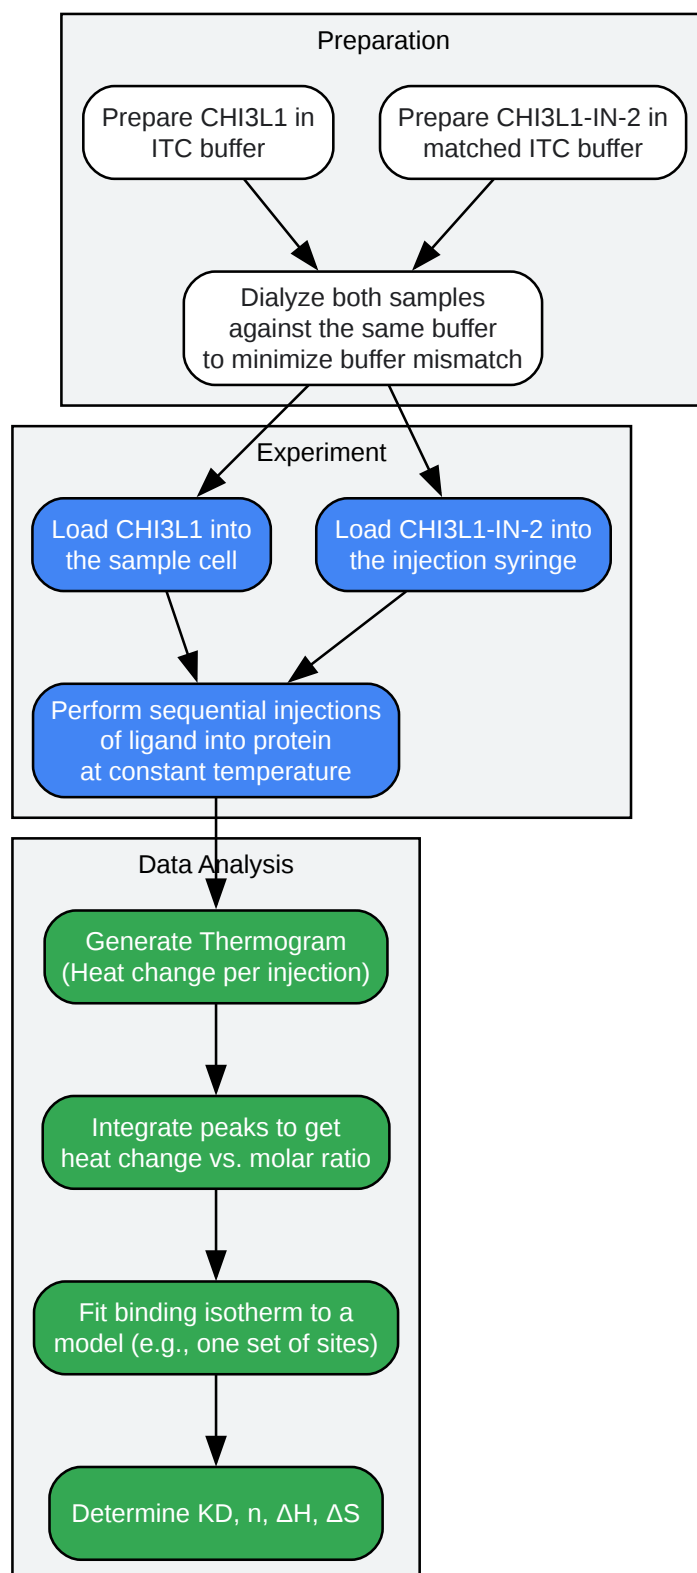 Preparation
Prepare CHI3L1 in
ITC buffer
Prepare CHI3L1-IN-2 in
matched ITC buffer
Dialyze both samples
against the same buffer
to minimize buffer mismatch
Experiment
Load CHI3L1 into
the sample cell
Load CHI3L1-IN-2 into
the injection syringe
Perform sequential injections
of ligand into protein
at constant temperature
Data Analysis
Generate Thermogram
(Heat change per injection)
Integrate peaks to get
heat change vs. molar ratio
Fit binding isotherm to a
model (e.g., one set of sites)
Determine KD, n, ΔH, ΔS